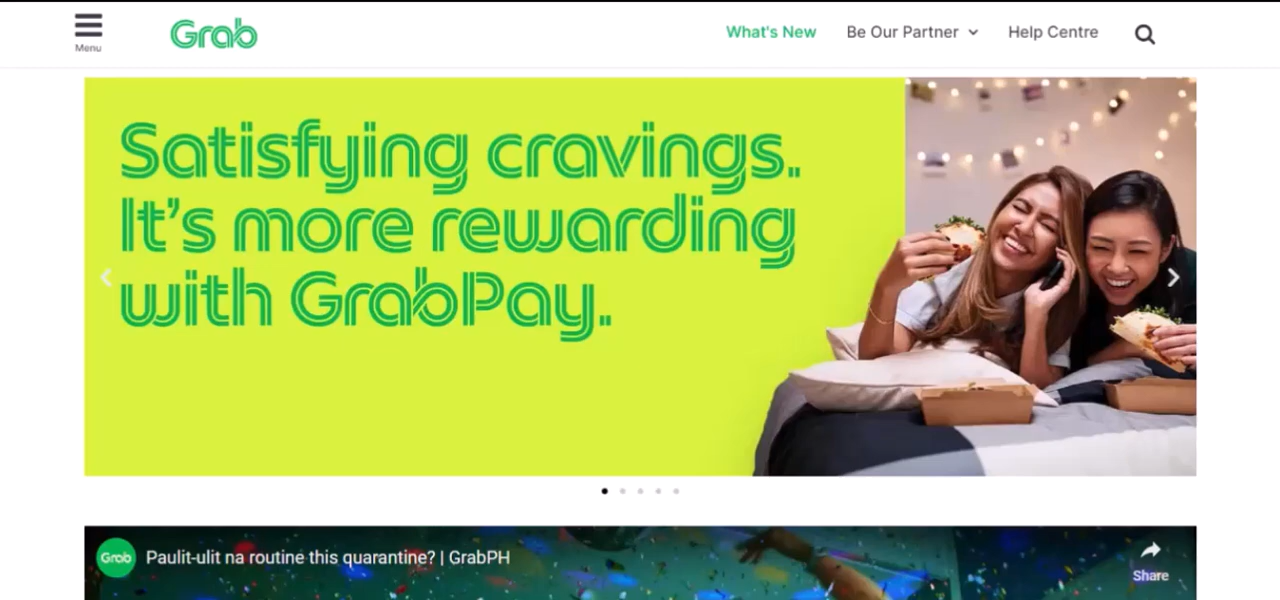 Menu
Grab
What's New
Be Our Partner
Help Centre
Satisfying cravings.
It's more rewarding
with GrabPay.
Grab
Paulit-ulit na routine this quarantine? | GrabPH
Share